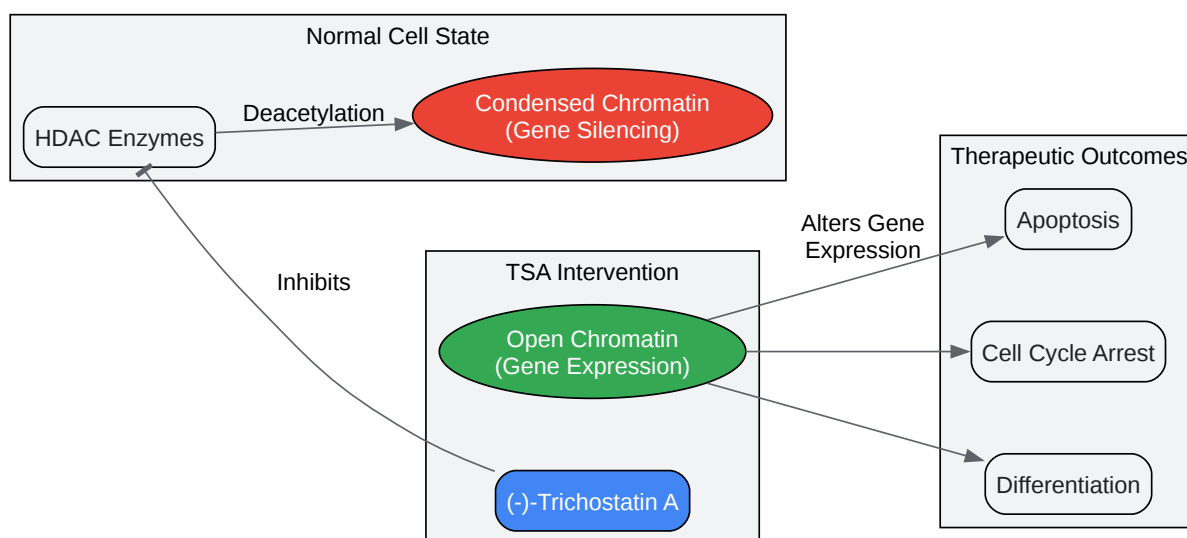 Normal Cell State
HDAC Enzymes
Deacetylation
Condensed Chromatin
(Gene Silencing)
Inhibits
TSA Intervention
Open Chromatin
(Gene Expression)
(-)-Trichostatin A
Alters Gene
Expression
Therapeutic Outcomes
Apoptosis
Cell Cycle Arrest
Differentiation